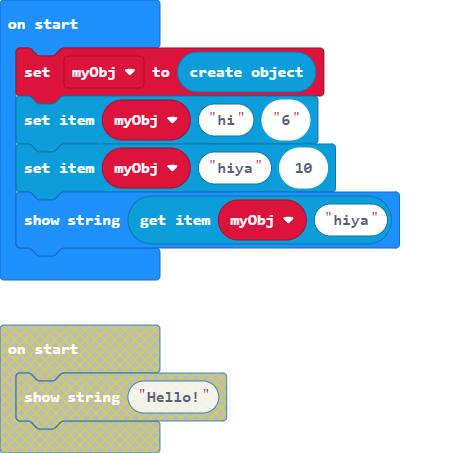 on start
set myObj to create object
set item myObj "hi" "6"
set item myObj "hiya" 10
show string get item myObj "hiya"
on start
show string "Hello!"